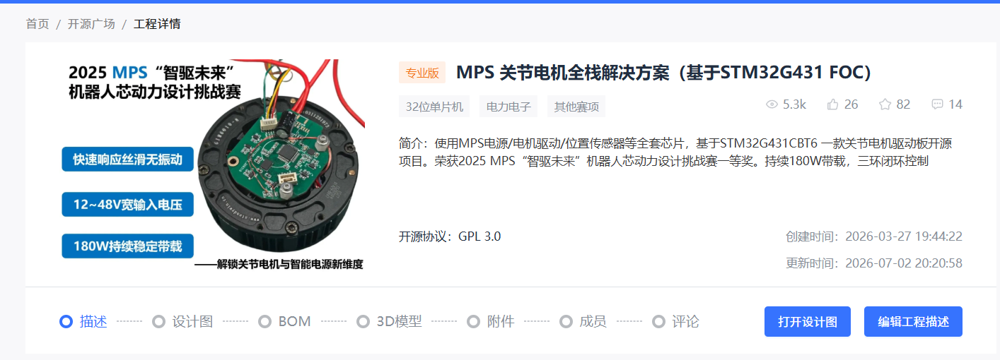 首页 / 开源广场 / 工程详情
2025 MPS“智驱未来”
机器人芯动力设计挑战赛
快速响应丝滑无振动
12~48V宽输入电压
180W持续稳定带载
——解锁关节电机与智能电源新维度
专业版 MPS 关节电机全栈解决方案（基于STM32G431 FOC）
32位单片机 电力电子 其他赛项 5.3k 26 82 14
简介：使用MPS电源/电机驱动/位置传感器等全套芯片，基于STM32G431CBT6 一款关节电机驱动板开源
项目。荣获2025 MPS“智驱未来”机器人芯动力设计挑战赛一等奖。持续180W带载，三环闭环控制
开源协议：GPL 3.0
创建时间：2026-03-27 19:44:22
更新时间：2026-07-02 20:20:58
描述 设计图 BOM 3D模型 附件 成员 评论
打开设计图 编辑工程描述